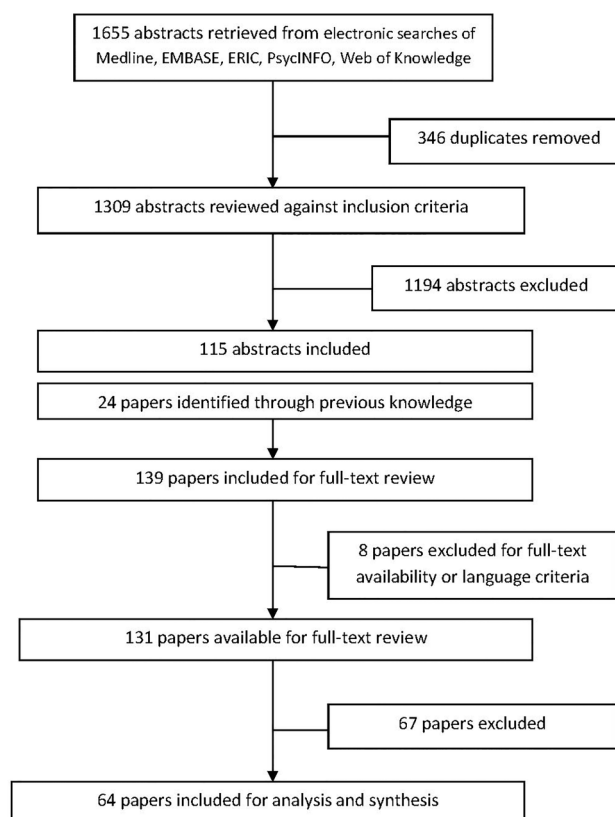 1655 abstracts retrieved from electronic searches of
Medline, EMBASE, ERIC, PsycINFO, Web of Knowledge
346 duplicates removed
1309 abstracts reviewed against inclusion criteria
1194 abstracts excluded
115 abstracts included
24 papers identified through previous knowledge
139 papers included for full-text review
8 papers excluded for full-text
availability or language criteria
131 papers available for full-text review
67 papers excluded
64 papers included for analysis and synthesis